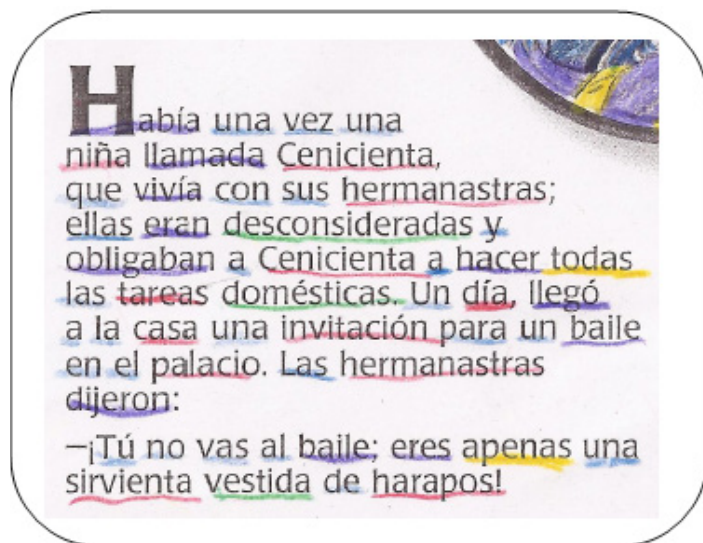 Había una vez una
niña llamada Cenicienta,
que vivía con sus hermanastras;
ellas eran desconsideradas y
obligaban a Cenicienta a hacer todas
las tareas domésticas. Un día, llegó
a la casa una invitación para un baile
en el palacio. Las hermanastras
dijeron:
–¡Tú no vas al baile; eres apenas una
sirvienta vestida de harapos!